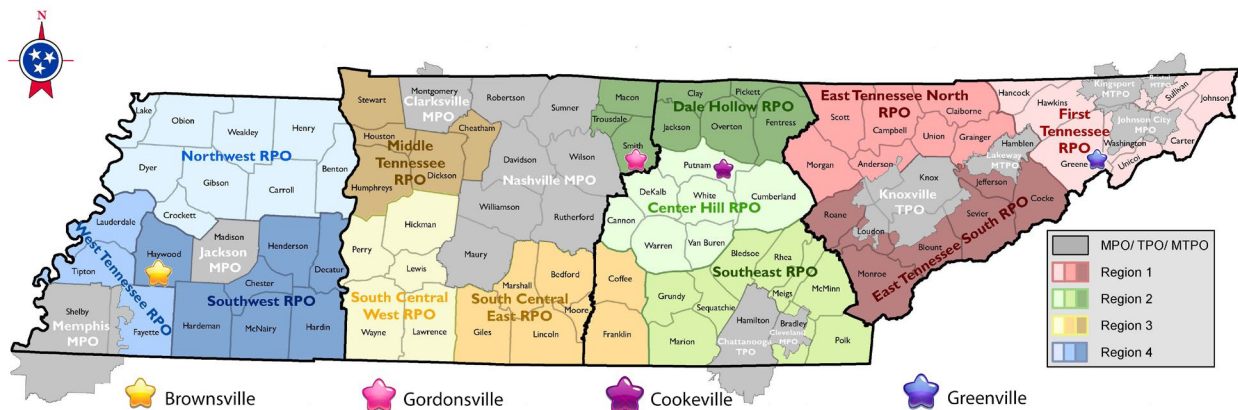 N
Lake
Obion
Weakley
Henry
Northwest RPO
Dyer
Gibson
Carroll
Benton
Crockett
Lauderdale
Haywood
Madison
Jackson
MPO
Henderson
Decatur
Tipton
West Tennessee RPO
Chester
Southwest RPO
Shelby
Memphis
MPO
Fayette
Hardeman
McNairy
Hardin
Stewart
Montgomery
Clarksville
MPO
Robertson
Sumner
Houston
Cheatham
Middle
Tennessee
RPO
Dickson
Humphreys
Davidson
Wilson
Nashville MPO
Williamson
Rutherford
Hickman
Perry
Lewis
Maury
South Central
West RPO
Wayne
Lawrence
Marshall
Bedford
South Central
East RPO
Moore
Giles
Lincoln
Coffee
Franklin
Macon
Trousdale
Smith
Clay
Pickett
Dale Hollow RPO
Jackson
Overton
Fentress
Putnam
DeKalb
White
Cumberland
Center Hill RPO
Cannon
Warren
Van Buren
Bledsoe
Rhea
Southeast RPO
McMinn
Meigs
Grundy
Sequatchie
Hamilton
Bradley
Cleveland
MPO
Chattanooga
TPO
Marion
Polk
East Tennessee North
RPO
Scott
Campbell
Claiborne
Union
Grainger
Morgan
Anderson
Hancock
Hawkins
Kingsport
MTPO
Bristol
MTPO
Sullivan
Johnson
First
Tennessee
RPO
Johnson City
MPO
Washington
Carter
Unicoi
Greene
Hamblen
Lakeway
MTPO
Jefferson
Knox
Knoxville
TPO
Cocke
Sevier
Roane
Loudon
Blount
Monroe
East Tennessee South RPO
MPO/ TPO/ MTPO
Region 1
Region 2
Region 3
Region 4
Brownsville
Gordonsville
Cookeville
Greenville